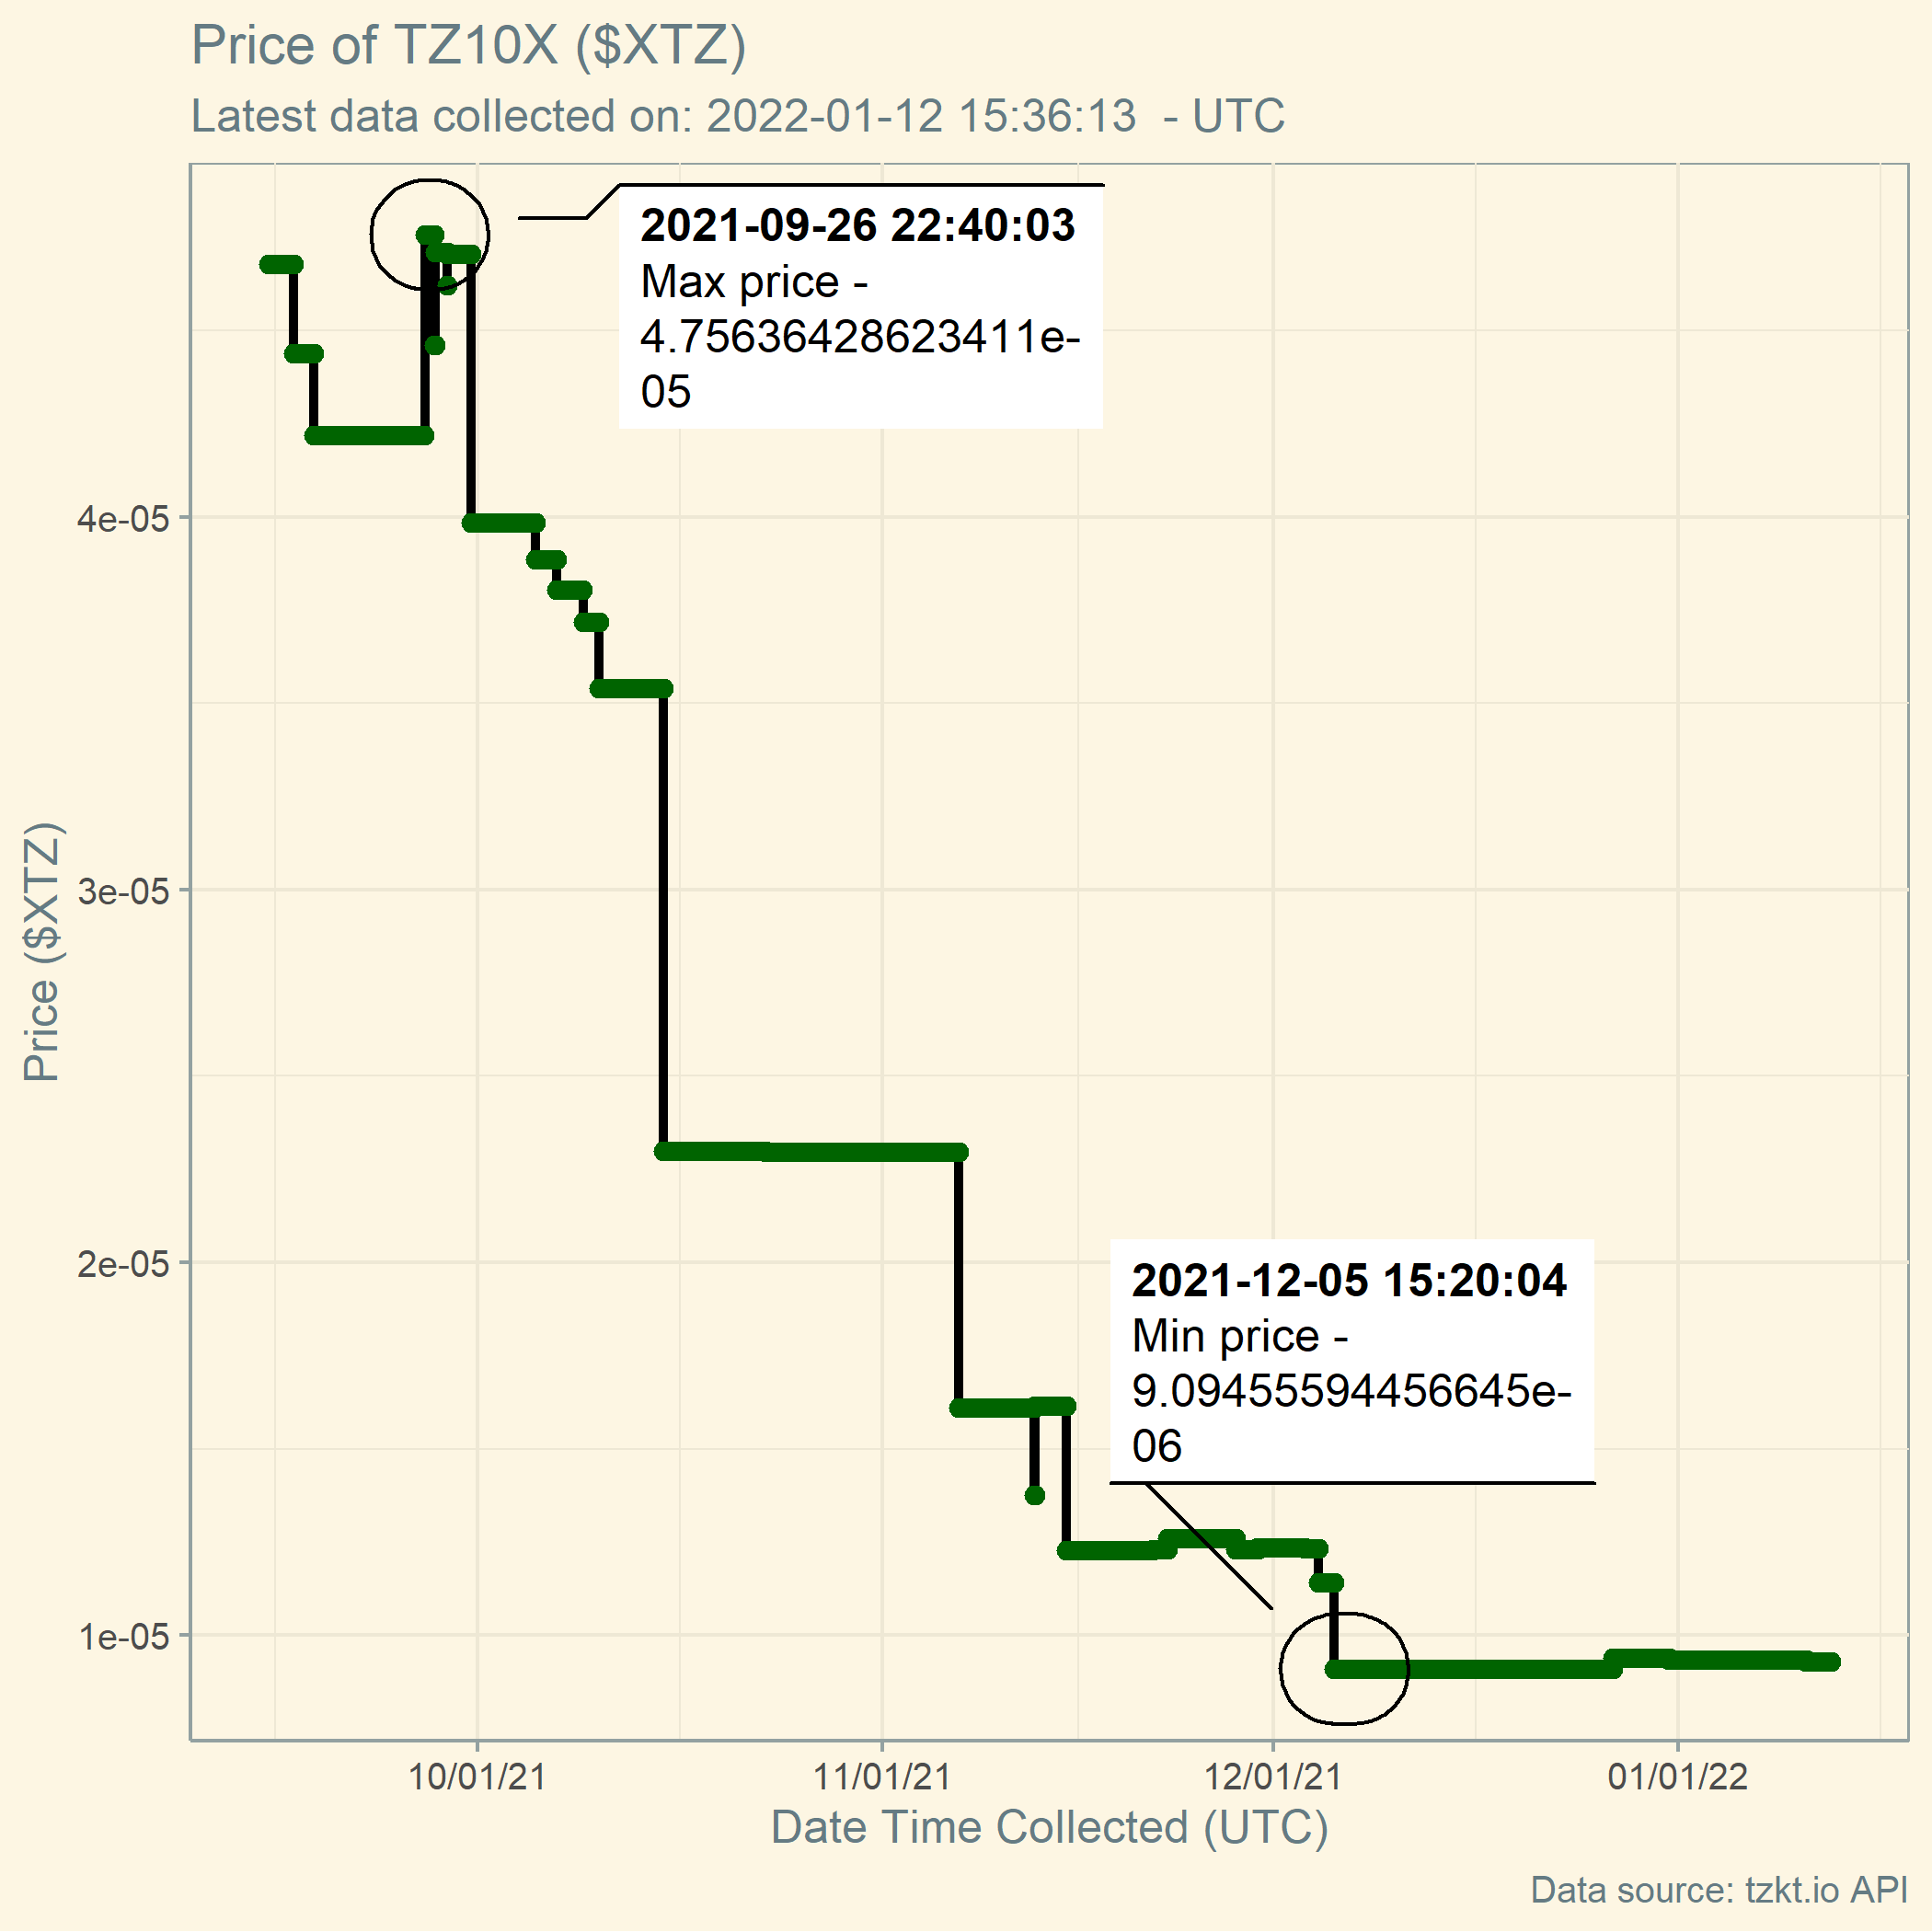 Price of TZ10X ($XTZ)
Latest data collected on: 2022-01-12 15:36:13  - UTC
2021-09-26 22:40:03
Max price -
4.75636428623411e-
05
4e-05
3e-05
2e-05
1e-05
Price ($XTZ)
2021-12-05 15:20:04
Min price -
9.09455594456645e-
06
10/01/21
11/01/21
12/01/21
01/01/22
Date Time Collected (UTC)
Data source: tzkt.io API